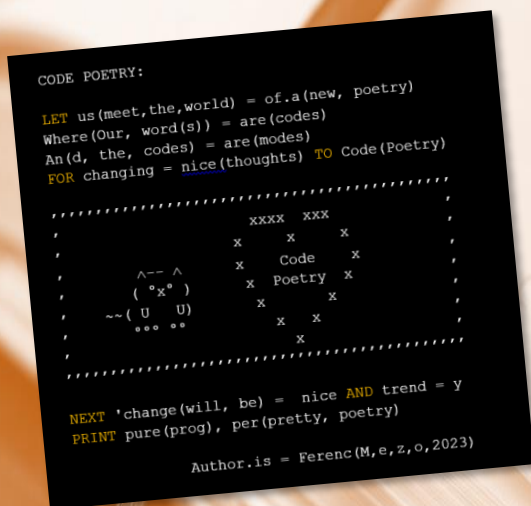 CODE POETRY:
LET us(meet,the,world) = of.a(new, poetry)
Where(Our, word(s)) = are(codes)
An(d, the, codes) = are(modes)
FOR changing = nice(thoughts) TO Code(Poetry)
,,,,,,,,,,,,,,,,,,,,,,,,,,,,,,,,,,,,,,,,,,,,,
, xxxx xxx ,
, x x x ,
, ^-- ^ x Code x ,
, ( °x° ) x Poetry x ,
, ~~( U U) x x ,
, °°° °° x x ,
, x ,
,,,,,,,,,,,,,,,,,,,,,,,,,,,,,,,,,,,,,,,,,,,,,
NEXT 'change(will, be) = nice AND trend = y
PRINT pure(prog), per(pretty, poetry)
Author.is = Ferenc(M,e,z,o,2023)